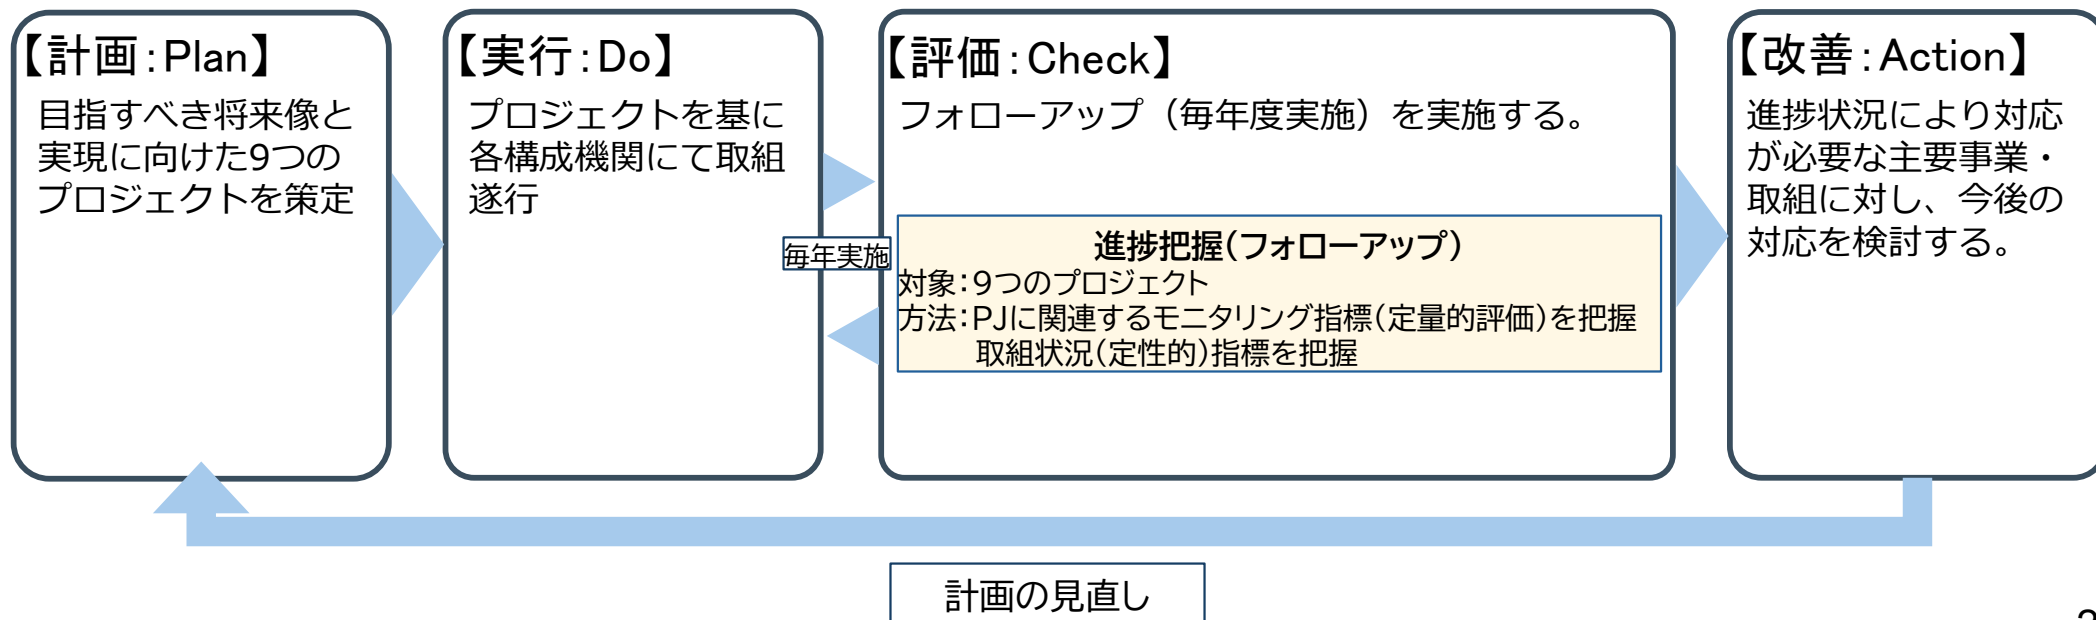 【計画:Plan】
目指すべき将来像と
実現に向けた9つの
プロジェクトを策定
【実行:Do】
プロジェクトを基に
各構成機関にて取組
遂行
毎年実施
【評価:Check】
フォローアップ（毎年度実施）を実施する。
進捗把握(フォローアップ)
対象:9つのプロジェクト
方法:PJに関連するモニタリング指標(定量的評価)を把握
取組状況(定性的)指標を把握
【改善:Action】
進捗状況により対応
が必要な主要事業・
取組に対し、今後の
対応を検討する。
計画の見直し